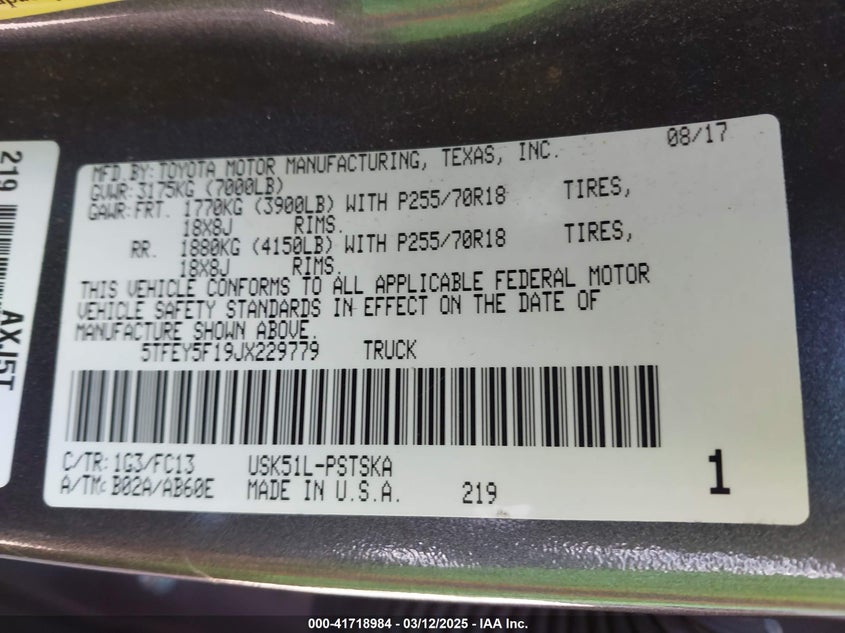 08/17
MFD.BY:TOYOTA MOTOR MANUFACTURING, TEXAS, INC.
GVWR:3175KG (7000LB)
GAWR:FRT. 1770KG (3900LB) WITH P255/70R18 TIRES,
18X8J RIMS.
RR. 1880KG (4150LB) WITH P255/70R18 TIRES,
18X8J RIMS.
THIS VEHICLE CONFORMS TO ALL APPLICABLE FEDERAL MOTOR
VEHICLE SAFETY STANDARDS IN EFFECT ON THE DATE OF
MANUFACTURE SHOWN ABOVE.
5TFEY5F19JX229779 TRUCK
C/TR:1G3/FC13 USK51L-PSTSKA
A/TM:B02A/AB60E MADE IN U.S.A. 219
1
219
AXJ5T
000-41718984 - 03/12/2025 - IAA Inc.